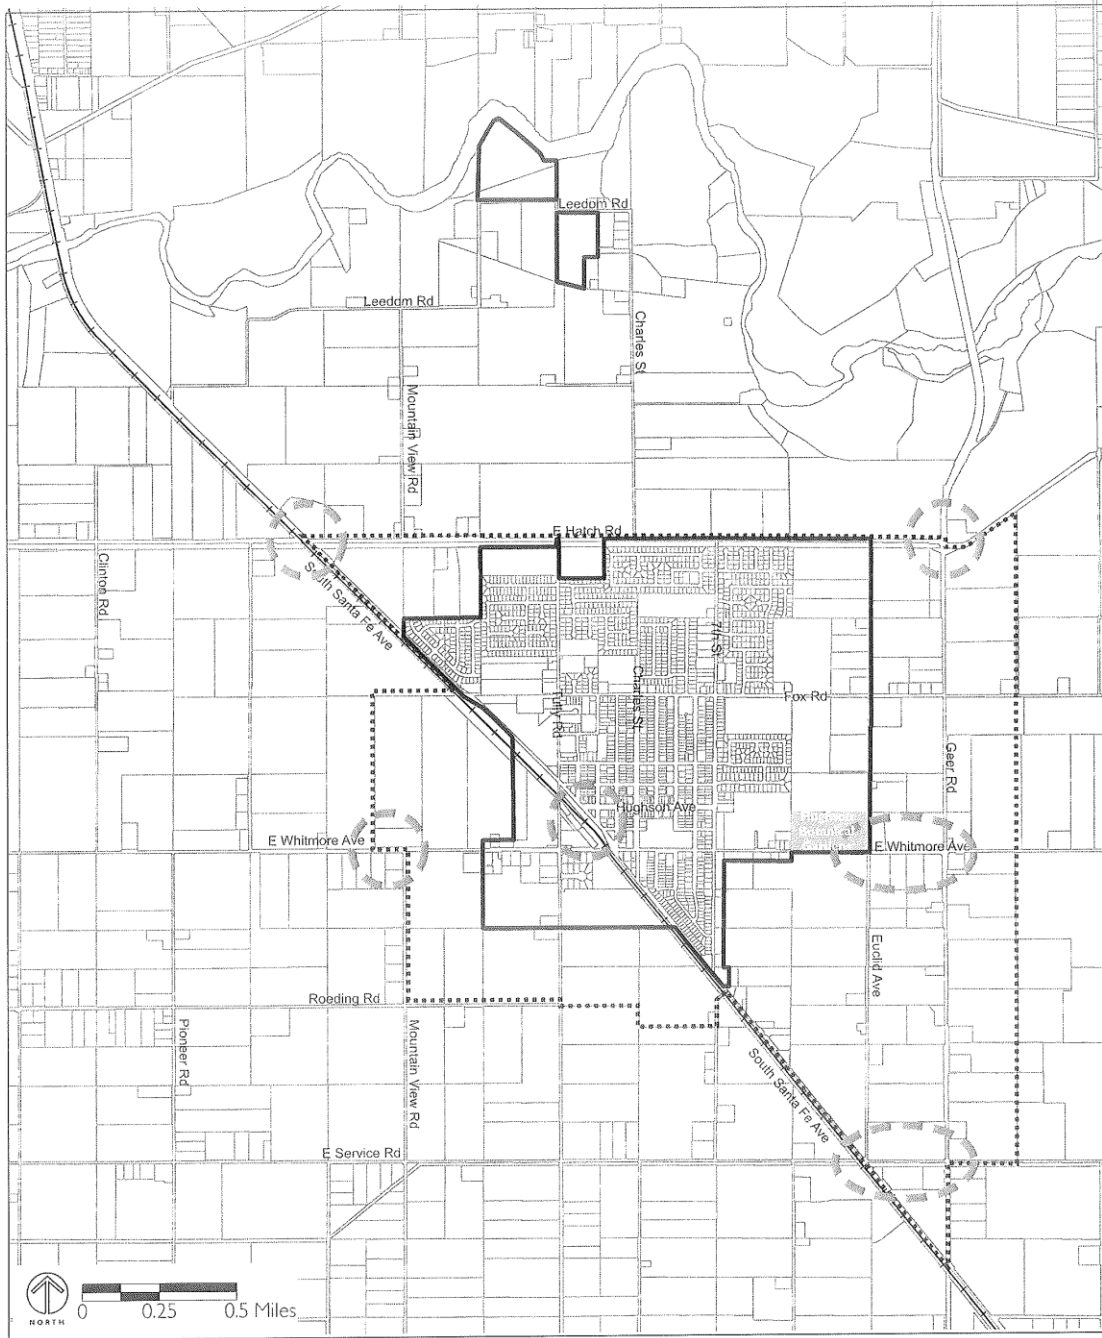 Leedom Rd
Leedom Rd
Charles St
Mountain View Rd
E Hatch Rd
Clinton Rd
South Santa Fe Ave
7th St
Charles St
Tully Rd
Fox Rd
Geer Rd
Hughson Ave
E Whitmore Ave
E Whitmore Ave
Euclid Ave
Roeding Rd
Pioneer Rd
Mountain View Rd
South Santa Fe Ave
E Service Rd
NORTH
0 0.25 0.5 Miles